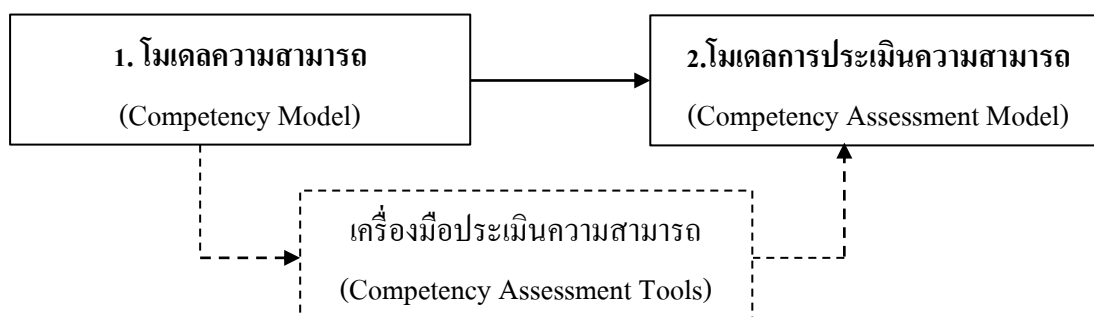 1. โมเดลความสามารถ
(Competency Model)
2.โมเดลการประเมินความสามารถ
(Competency Assessment Model)
เครื่องมือประเมินความสามารถ
(Competency Assessment Tools)